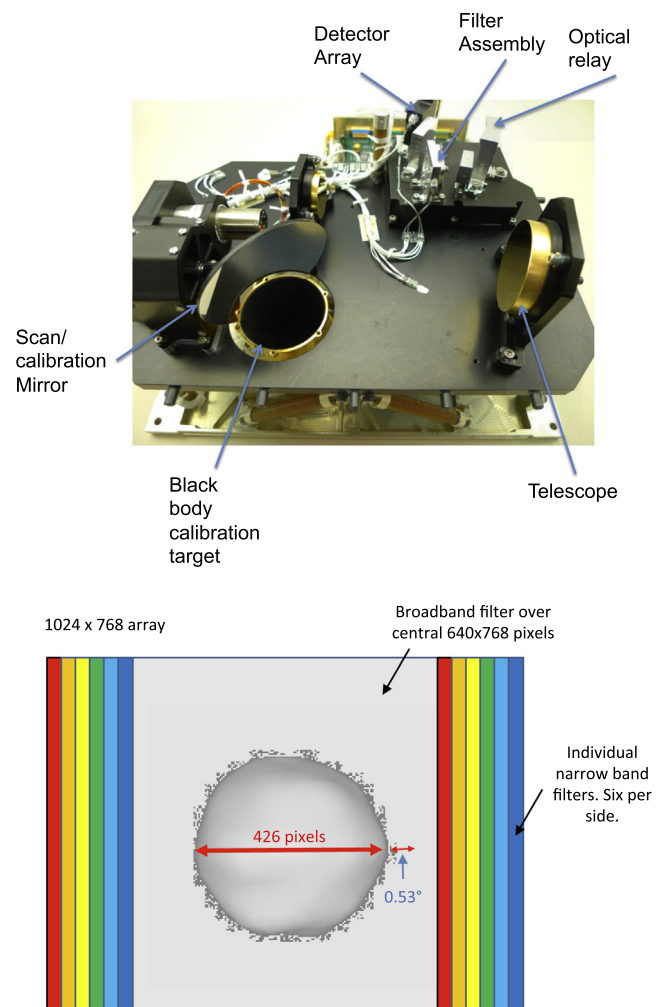 Detector
Array
Filter
Assembly
Optical
relay
Scan/
calibration
Mirror
Black
body
calibration
target
Telescope
1024 x 768 array
Broadband filter over
central 640x768 pixels
Individual
narrow band
filters. Six per
side.
426 pixels
0.53°